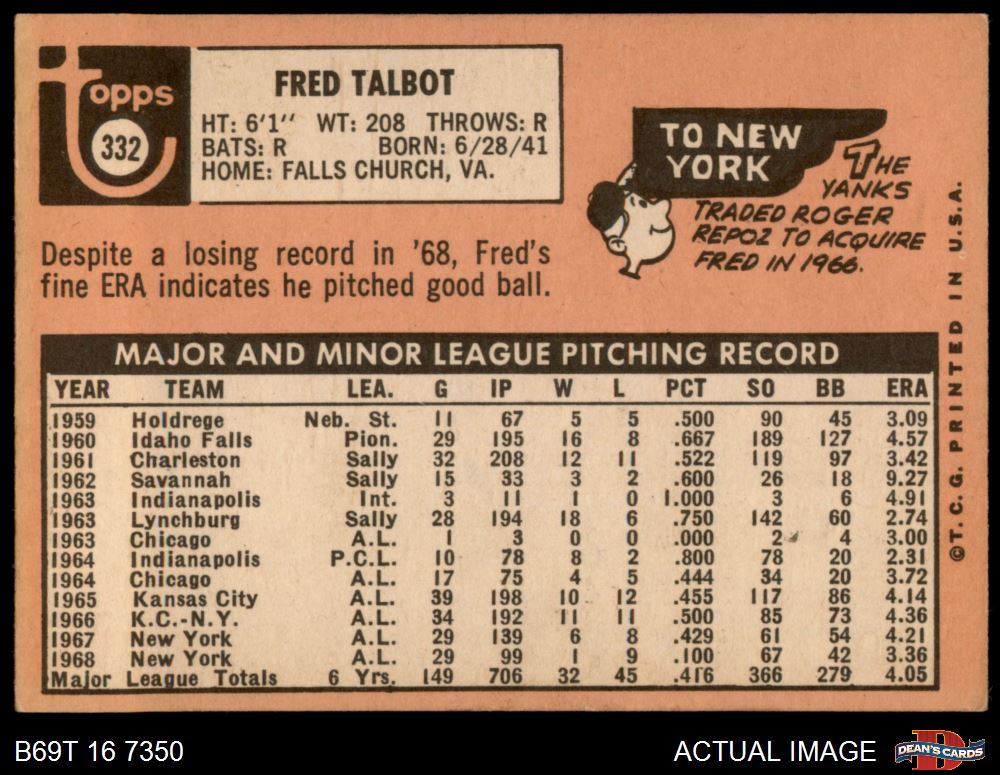 topps
332
FRED TALBOT
HT: 6'1'' WT: 208 THROWS: R
BATS: R BORN: 6/28/41
HOME: FALLS CHURCH, VA.
Despite a losing record in '68, Fred's
fine ERA indicates he pitched good ball.
TO NEW
YORK
THE
YANKS
TRADED ROGER
REPOZ TO ACQUIRE
FRED IN 1966.
MAJOR AND MINOR LEAGUE PITCHING RECORD
YEAR TEAM LEA. G IP W L PCT SO BB ERA
1959 Holdrege Neb. St. 11 67 5 5 .500 90 45 3.09
1960 Idaho Falls Pion. 29 195 16 8 .667 189 127 4.57
1961 Charleston Sally 32 208 12 11 .522 119 97 3.42
1962 Savannah Sally 15 33 3 2 .600 26 18 9.27
1963 Indianapolis Int. 3 11 1 0 1.000 3 6 4.91
1963 Lynchburg Sally 28 194 18 6 .750 142 60 2.74
1963 Chicago A.L. 1 3 0 0 .000 2 4 3.00
1964 Indianapolis P.C.L. 10 78 8 2 .800 78 20 2.31
1964 Chicago A.L. 17 75 4 5 .444 34 20 3.72
1965 Kansas City A.L. 39 198 10 12 .455 117 86 4.14
1966 K.C.-N.Y. A.L. 34 192 11 11 .500 85 73 4.36
1967 New York A.L. 29 139 6 8 .429 61 54 4.21
1968 New York A.L. 29 99 1 9 .100 67 42 3.36
Major League Totals 6 Yrs. 149 706 32 45 .416 366 279 4.05
©T. C. G. PRINTED IN U.S.A.
B69T 16 7350
ACTUAL IMAGE
DEAN'S CARDS